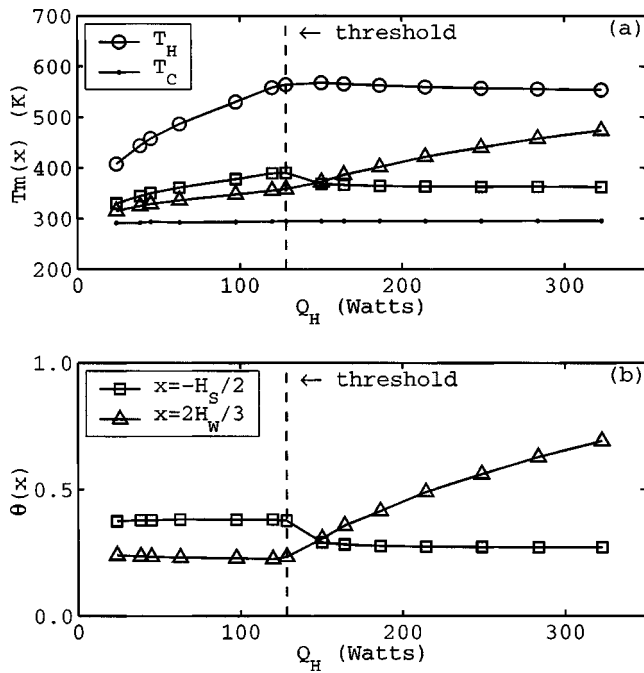 (a)
← threshold
T_H
T_C
700
600
500
400
300
200
Tm(x) (K)
0 100 200 300
Q_H (Watts)
(b)
← threshold
x=-H_S/2
x=2H_W/3
1.0
0.5
0.0
θ(x)
0 100 200 300
Q_H (Watts)